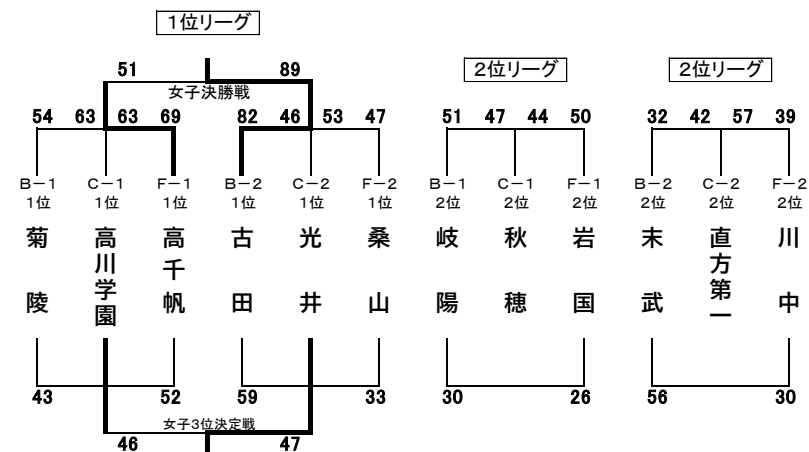 1位リーグ
51 89
女子決勝戦
2位リーグ
2位リーグ
54 63 63 69 82 46 53 47
51 47 44 50
32 42 57 39
B-1 C-1 F-1 B-2 C-2 F-2 B-1 C-1 F-1 B-2 C-2 F-2
1位 1位 1位 1位 1位 1位 2位 2位 2位 2位 2位 2位
菊陵
高川学園
高千帆
古田
光井
桑山
岐陽
秋穂
岩国
末武
直方第一
川中
43 52 59 33 30 26 56 30
女子3位決定戦
46 47